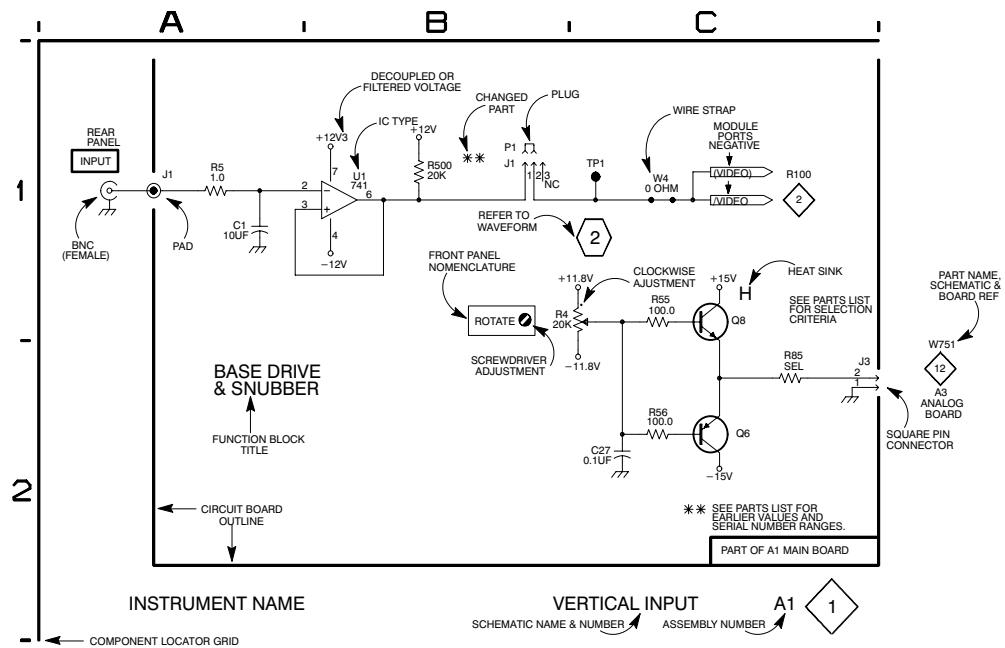 A B C
1
2
REAR
PANEL
INPUT
BNC
(FEMALE)
J1
PAD
R5
1.0
C1
10UF
DECOUPLED OR
FILTERED VOLTAGE
+12V3
IC TYPE
U1
741
7
2
3
6
4
−12V
+12V
R500
20K
CHANGED
PART
**
PLUG
P1
J1
1 2 3
NC
TP1
WIRE STRAP
W4
0 OHM
MODULE
PORTS
NEGATIVE
(VIDEO)
/VIDEO
R100
2
REFER TO
WAVEFORM
2
FRONT PANEL
NOMENCLATURE
ROTATE
SCREWDRIVER
ADJUSTMENT
+11.8V
CLOCKWISE
AJUSTMENT
R4
20K
−11.8V
R55
100.0
+15V
H
HEAT SINK
Q8
SEE PARTS LIST
FOR SELECTION
CRITERIA
R85
SEL
J3
2
1
PART NAME,
SCHEMATIC &
BOARD REF
W751
12
A3
ANALOG
BOARD
SQUARE PIN
CONNECTOR
BASE DRIVE
& SNUBBER
FUNCTION BLOCK
TITLE
R56
100.0
Q6
C27
0.1UF
−15V
CIRCUIT BOARD
OUTLINE
** SEE PARTS LIST FOR
EARLIER VALUES AND
SERIAL NUMBER RANGES.
PART OF A1 MAIN BOARD
INSTRUMENT NAME
VERTICAL INPUT
A1
1
SCHEMATIC NAME & NUMBER
ASSEMBLY NUMBER
COMPONENT LOCATOR GRID